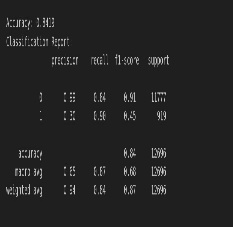 Accuracy: 0.8419
Classification Report
precision recall f1-score support
0 0.99 0.84 0.91 11777
1 0.30 0.90 0.45 919
accuracy 0.84 12696
macro avg 0.65 0.87 0.68 12696
weighted avg 0.94 0.84 0.87 12696